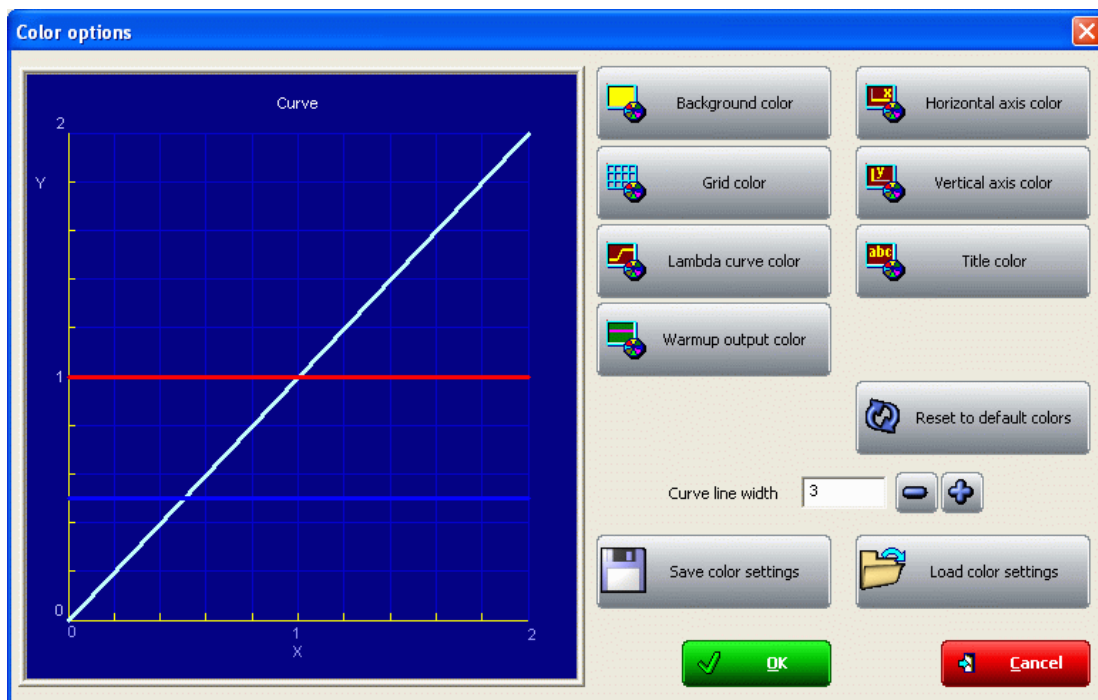 Color options
Curve
2
Y
1
0
0
1
2
X
Background color
x
Horizontal axis color
Grid color
y
Vertical axis color
Lambda curve color
abc
Title color
Warmup output color
Reset to default colors
Curve line width 3
Save color settings
Load color settings
OK
Cancel